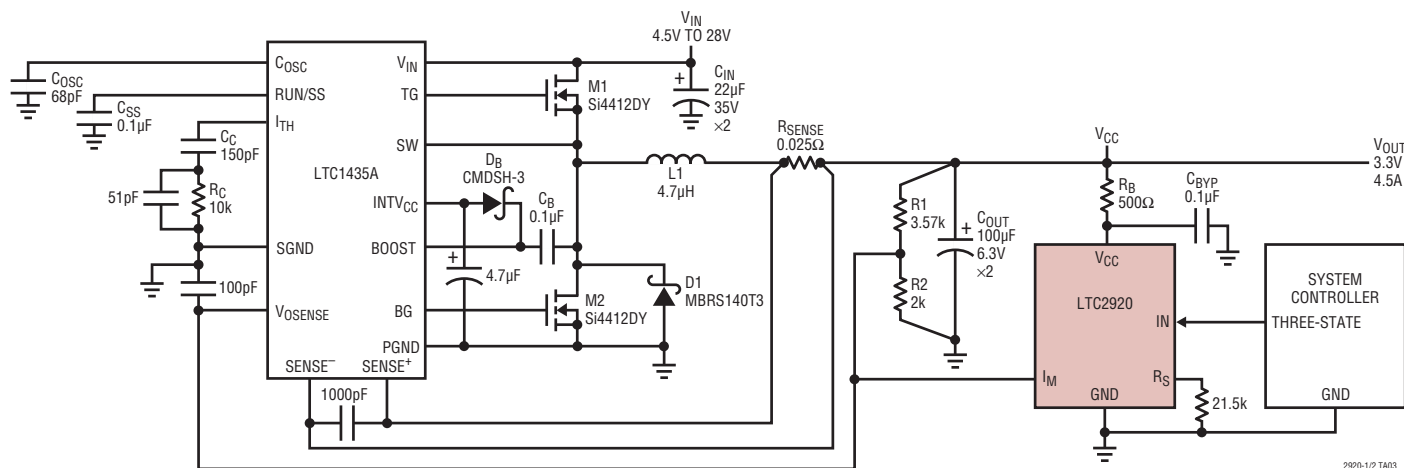 V_IN
4.5V TO 28V
C_OSC
68pF
C_SS
0.1µF
C_C
150pF
51pF
R_C
10k
100pF
C_OSC
RUN/SS
I_TH
SGND
V_OSENSE
LTC1435A
V_IN
TG
SW
INTV_CC
BOOST
BG
PGND
SENSE⁻
SENSE⁺
1000pF
D_B
CMDSH-3
C_B
0.1µF
+
4.7µF
M1
Si4412DY
M2
Si4412DY
D1
MBRS140T3
+
C_IN
22µF
35V
×2
L1
4.7µH
R_SENSE
0.025Ω
R1
3.57k
R2
2k
+
C_OUT
100µF
6.3V
×2
V_CC
R_B
500Ω
C_BYP
0.1µF
V_OUT
3.3V
4.5A
V_CC
LTC2920
IN
I_M
R_S
GND
21.5k
SYSTEM
CONTROLLER
THREE-STATE
GND
2920-1/2 TA03